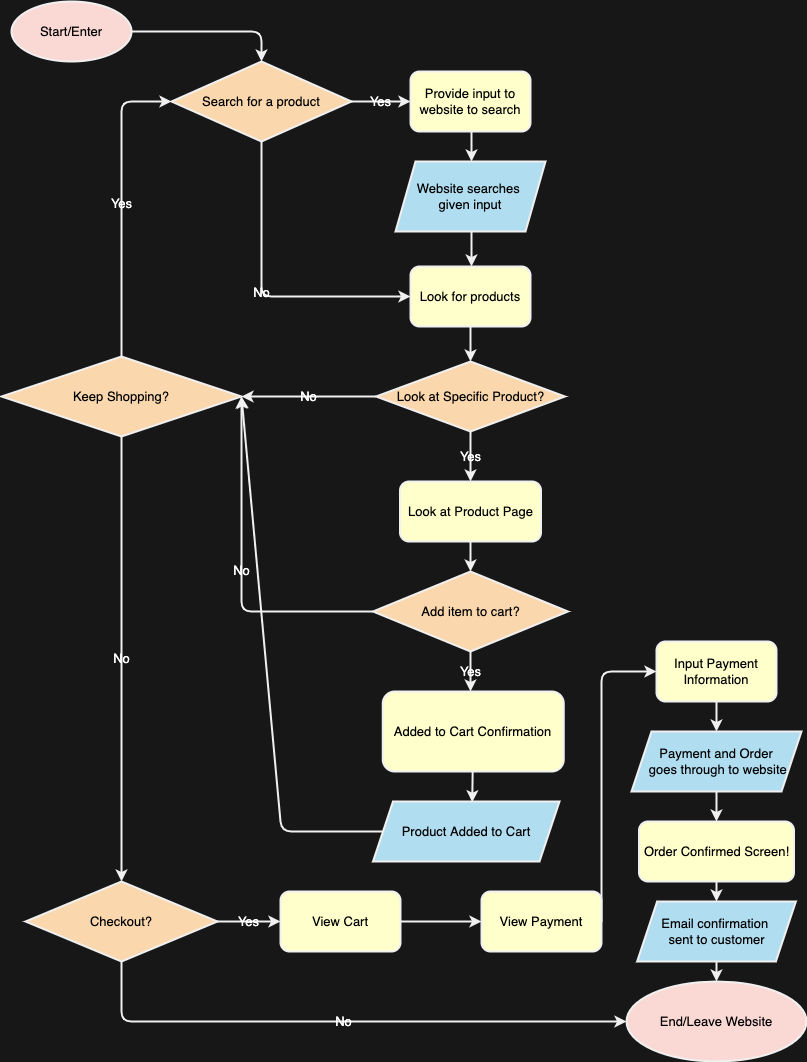 Start/Enter
Search for a product
Yes
Provide input to
website to search
Yes
Website searches
given input
No
Look for products
Keep Shopping?
No
Look at Specific Product?
Yes
Look at Product Page
No
Add item to cart?
No
Yes
Input Payment
Information
Added to Cart Confirmation
Payment and Order
goes through to website
Product Added to Cart
Order Confirmed Screen!
Checkout?
Yes
View Cart
View Payment
Email confirmation
sent to customer
No
End/Leave Website